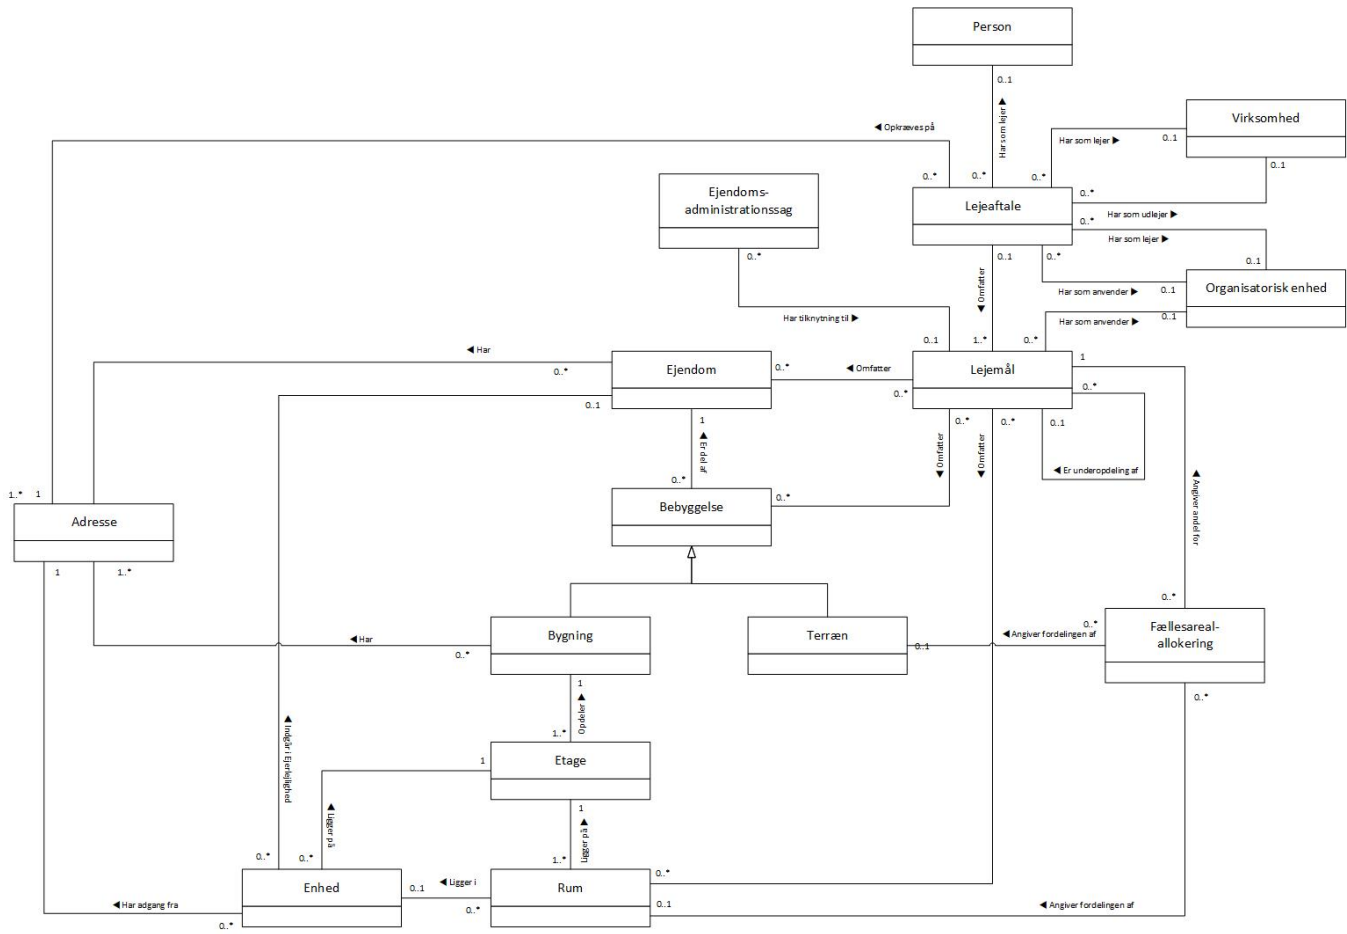 Person
0..1
◄ Opkræves på
Har som lejer ►
Virksomhed
Har som lejer ►
0..1
0..1
0..*
0..*
0..*
Ejendoms-
administrationssag
Lejeaftale
0..*
Har som udlejer ►
0..*
Har som lejer ►
0..*
0..1
0..*
0..1
◄ Omfatter
Har som anvender ►
0..1
Organisatorisk enhed
Har tilknytning til ►
Har som anvender ►
0..1
0..1
1..*
0..*
◄ Har
0..*
Ejendom
0..*
◄ Omfatter
0..*
Lejemål
1
0..*
0..1
1
0..*
0..*
0..1
◄ Er del af
◄ Omfatter
◄ Omfatter
◄ Er underopdeling af
0..*
0..*
Bebyggelse
1..*
1
Adresse
Angiver andel for ►
1
1..*
0..*
Bygning
Terræn
0..*
Fællesareal-
allokering
◄ Har
0..*
0..1
◄ Angiver fordelingen af
1
0..*
Opdeler ►
◄ Indgår i Ejerlejlighed
1..*
Etage
1
1
Ligger på ►
Ligger på ►
0..*
0..*
1..*
Enhed
0..1
◄ Ligger i
Rum
0..*
◄ Har adgang fra
0..*
0..*
0..1
◄ Angiver fordelingen af